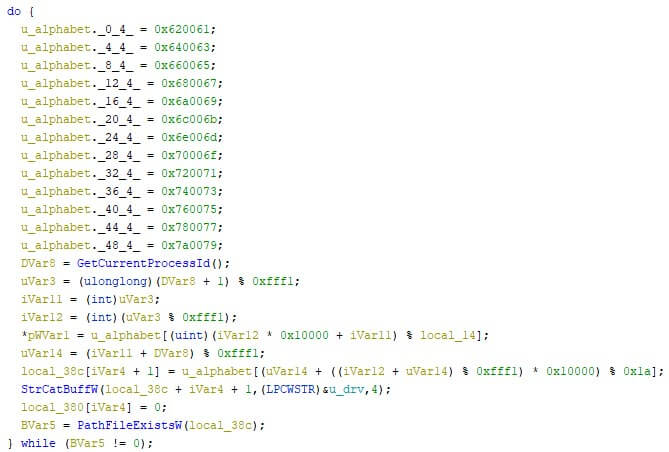 do {
u_alphabet._0_4_ = 0x620061;
u_alphabet._4_4_ = 0x640063;
u_alphabet._8_4_ = 0x660065;
u_alphabet._12_4_ = 0x680067;
u_alphabet._16_4_ = 0x6a0069;
u_alphabet._20_4_ = 0x6c006b;
u_alphabet._24_4_ = 0x6e006d;
u_alphabet._28_4_ = 0x70006f;
u_alphabet._32_4_ = 0x720071;
u_alphabet._36_4_ = 0x740073;
u_alphabet._40_4_ = 0x760075;
u_alphabet._44_4_ = 0x780077;
u_alphabet._48_4_ = 0x7a0079;
DVar8 = GetCurrentProcessId();
uVar3 = (ulonglong)(DVar8 + 1) % 0xfff1;
iVar11 = (int)uVar3;
iVar12 = (int)(uVar3 % 0xfff1);
*pWVar1 = u_alphabet[(uint)(iVar12 * 0x10000 + iVar11) % local_14];
uVar14 = (iVar11 + DVar8) % 0xfff1;
local_38c[iVar4 + 1] = u_alphabet[(uVar14 + ((iVar12 + uVar14) % 0xfff1) * 0x10000) % 0x1a];
StrCatBuffW(local_38c + iVar4 + 1,(LPCWSTR)&u_drv,4);
local_380[iVar4] = 0;
BVar5 = PathFileExistsW(local_38c);
} while (BVar5 != 0);